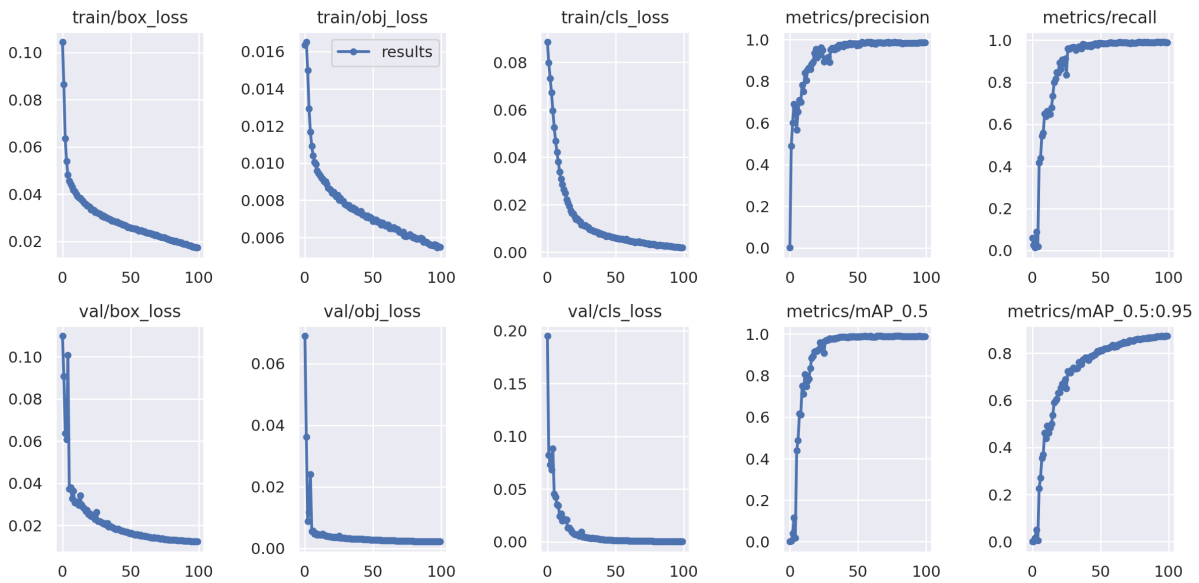 train/box_loss
0.10
0.08
0.06
0.04
0.02
0 50 100
train/obj_loss
results
0.016
0.014
0.012
0.010
0.008
0.006
0 50 100
train/cls_loss
0.08
0.06
0.04
0.02
0.00
0 50 100
metrics/precision
1.0
0.8
0.6
0.4
0.2
0.0
0 50 100
metrics/recall
1.0
0.8
0.6
0.4
0.2
0.0
0 50 100
val/box_loss
0.10
0.08
0.06
0.04
0.02
0 50 100
val/obj_loss
0.06
0.04
0.02
0.00
0 50 100
val/cls_loss
0.20
0.15
0.10
0.05
0.00
0 50 100
metrics/mAP_0.5
1.0
0.8
0.6
0.4
0.2
0.0
0 50 100
metrics/mAP_0.5:0.95
0.8
0.6
0.4
0.2
0.0
0 50 100